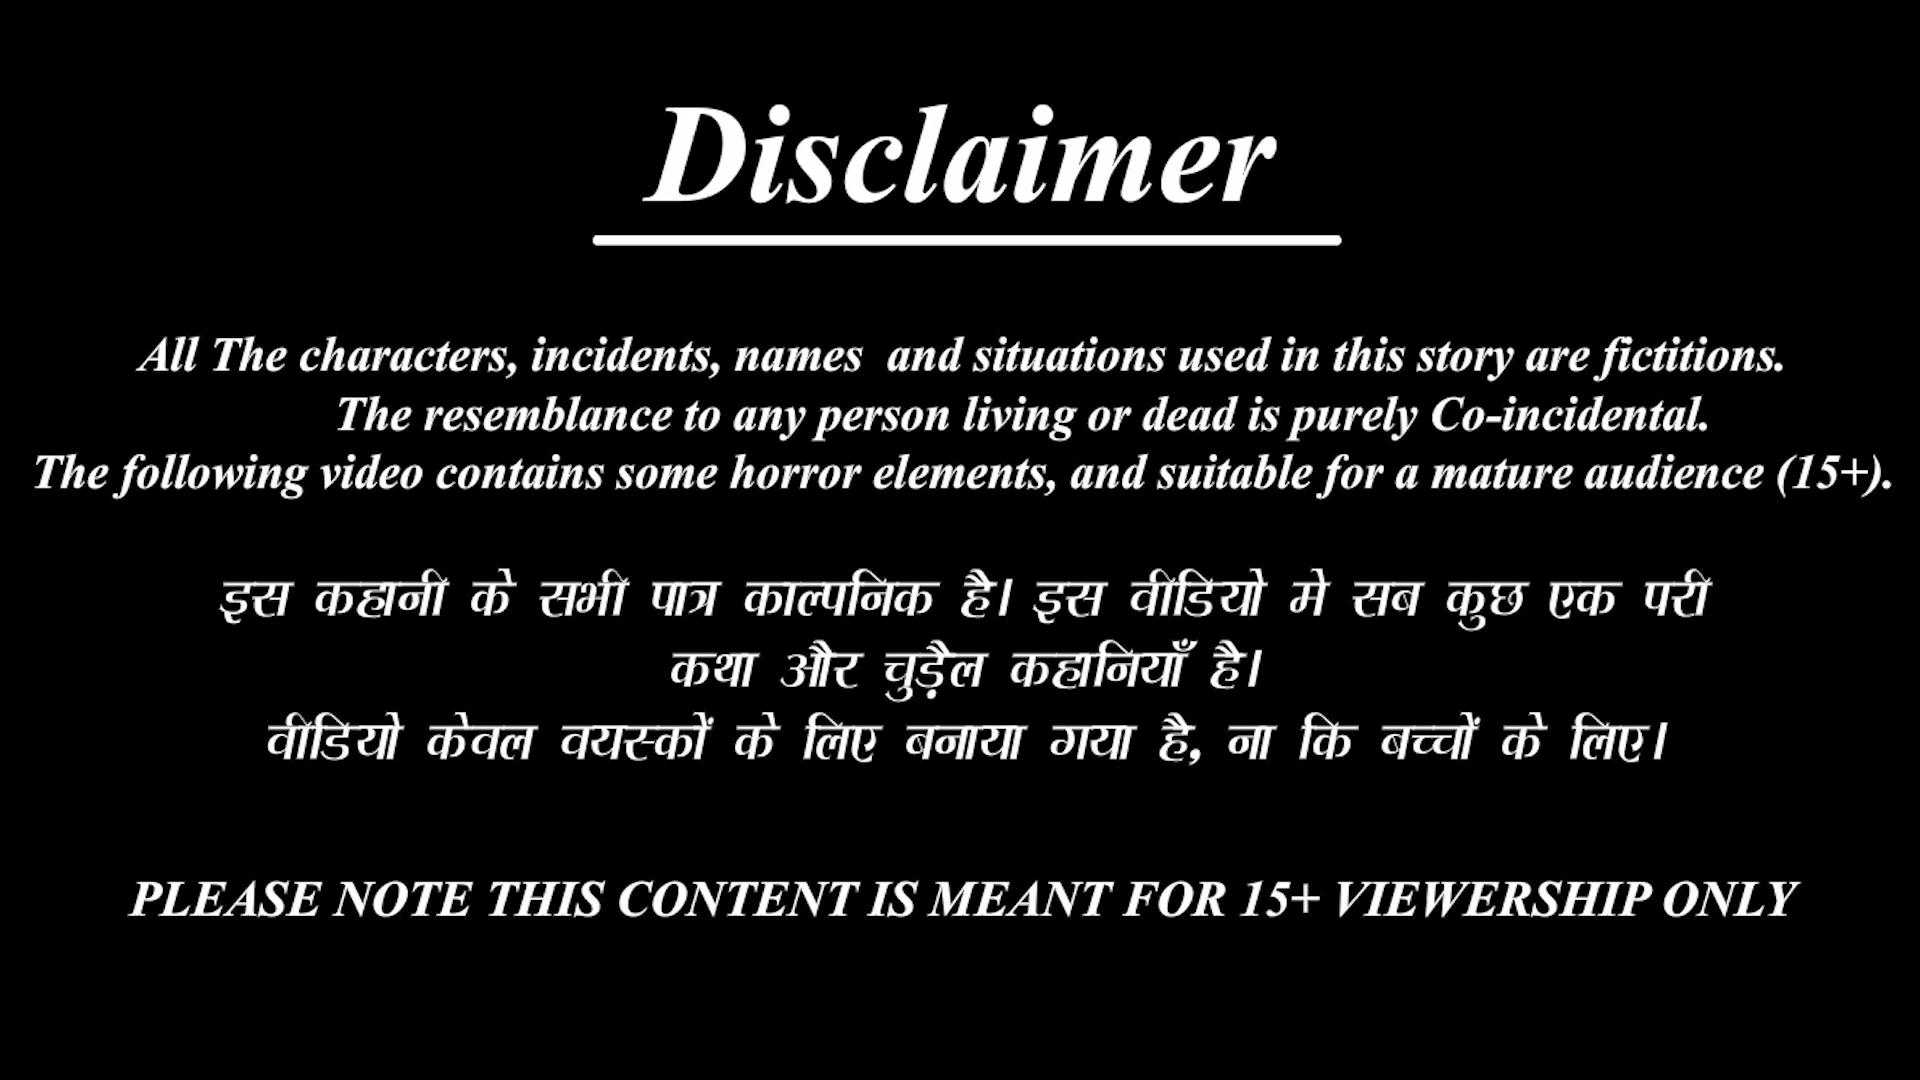 Disclaimer
All The characters, incidents, names and situations used in this story are fictitions.
The resemblance to any person living or dead is purely Co-incidental.
The following video contains some horror elements, and suitable for a mature audience (15+).
इस कहानी के सभी पात्र काल्पनिक है। इस वीडियो मे सब कुछ एक परी
कथा और चुड़ैल कहानियाँ है।
वीडियो केवल वयस्कों के लिए बनाया गया है, ना कि बच्चों के लिए।
PLEASE NOTE THIS CONTENT IS MEANT FOR 15+ VIEWERSHIP ONLY